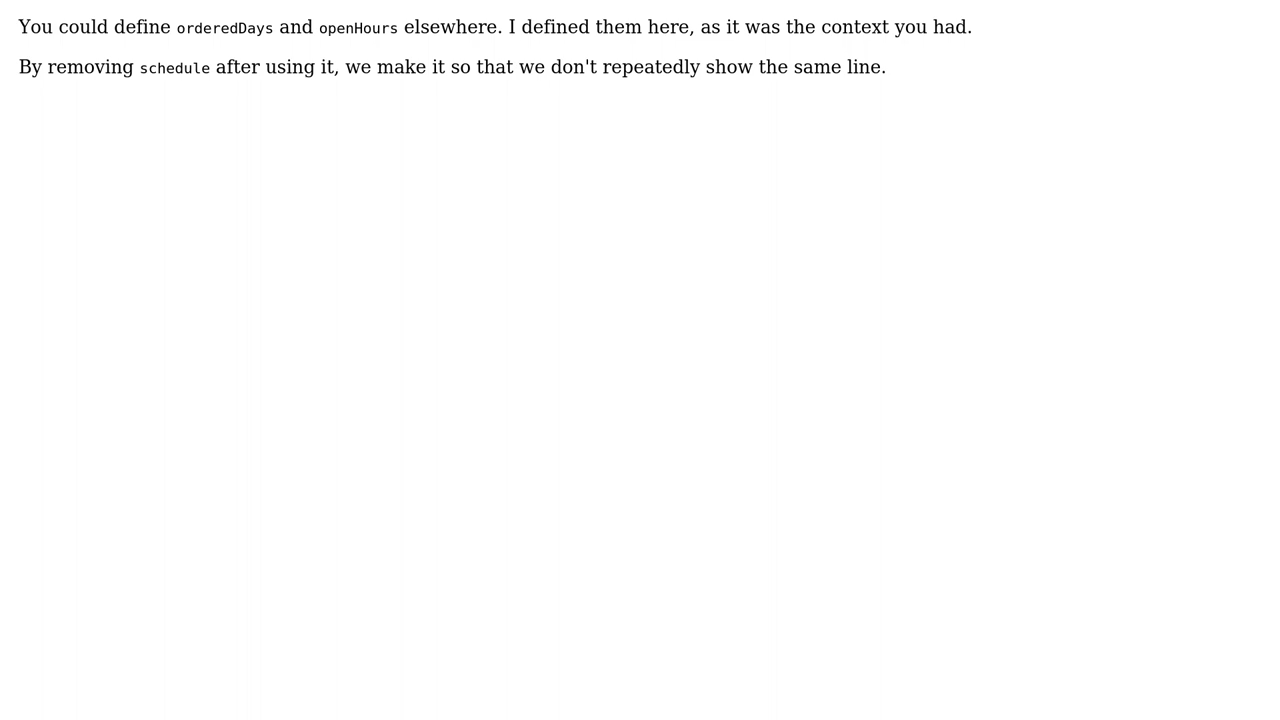 You could define orderedDays and openHours elsewhere. I defined them here, as it was the context you had.
By removing schedule after using it, we make it so that we don't repeatedly show the same line.